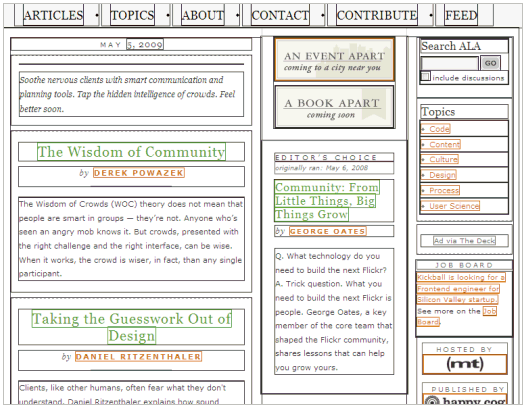 ARTICLES • TOPICS • ABOUT • CONTACT • CONTRIBUTE • FEED
MAY 5, 2009
Soothe nervous clients with smart communication and
planning tools. Tap the hidden intelligence of crowds. Feel
better soon.
The Wisdom of Community
by DEREK POWAZEK
The Wisdom of Crowds (WOC) theory does not mean that
people are smart in groups — they're not. Anyone who's
seen an angry mob knows it. But crowds, presented with
the right challenge and the right interface, can be wise.
When it works, the crowd is wiser, in fact, than any single
participant.
Taking the Guesswork Out of
Design
by DANIEL RITZENTHALER
Clients, like other humans, often fear what they don't
understand. Daniel Ritzenthaler explains how sound
AN EVENT APART
coming to a city near you
A BOOK APART
coming soon
EDITOR'S CHOICE
originally ran: May 6, 2008
Community: From
Little Things, Big
Things Grow
by GEORGE OATES
Q. What technology do you
need to build the next Flickr?
A. Trick question. What you
need to build the next Flickr is
people. George Oates, a key
member of the core team that
shaped the Flickr community,
shares lessons that can help
you grow yours.
Search ALA
GO
include discussions
Topics
• Code
• Content
• Culture
• Design
• Process
• User Science
Ad via The Deck
JOB BOARD
Kickball is looking for a
Frontend engineer for
Silicon Valley startup.
See more on the Job
Board.
HOSTED BY
(mt)
PUBLISHED BY
happy cog